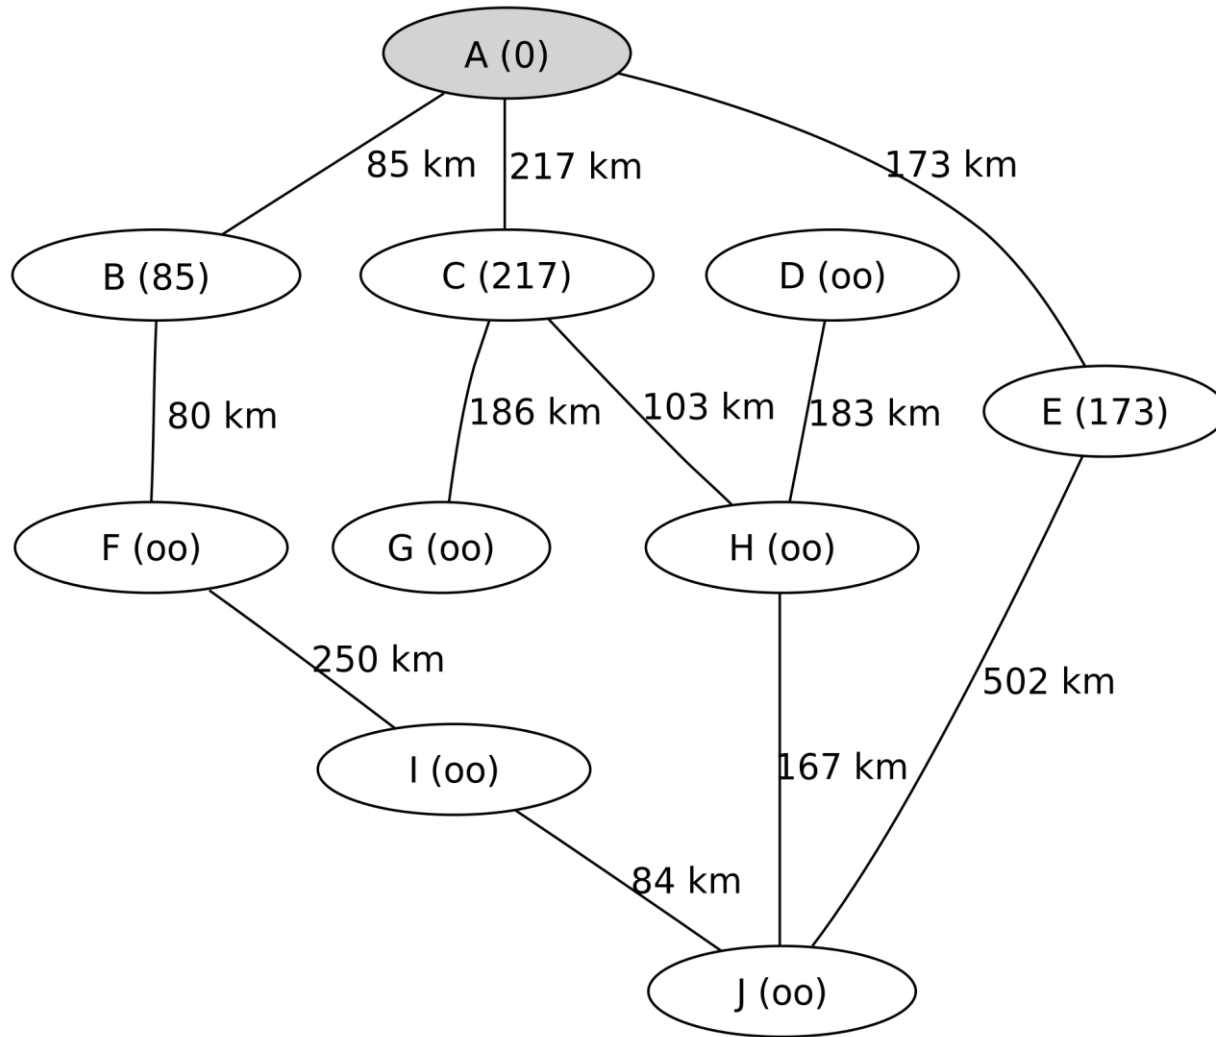 A (0)
85 km
217 km
173 km
B (85)
C (217)
D (oo)
80 km
186 km
103 km
183 km
E (173)
F (oo)
G (oo)
H (oo)
250 km
502 km
I (oo)
167 km
84 km
J (oo)